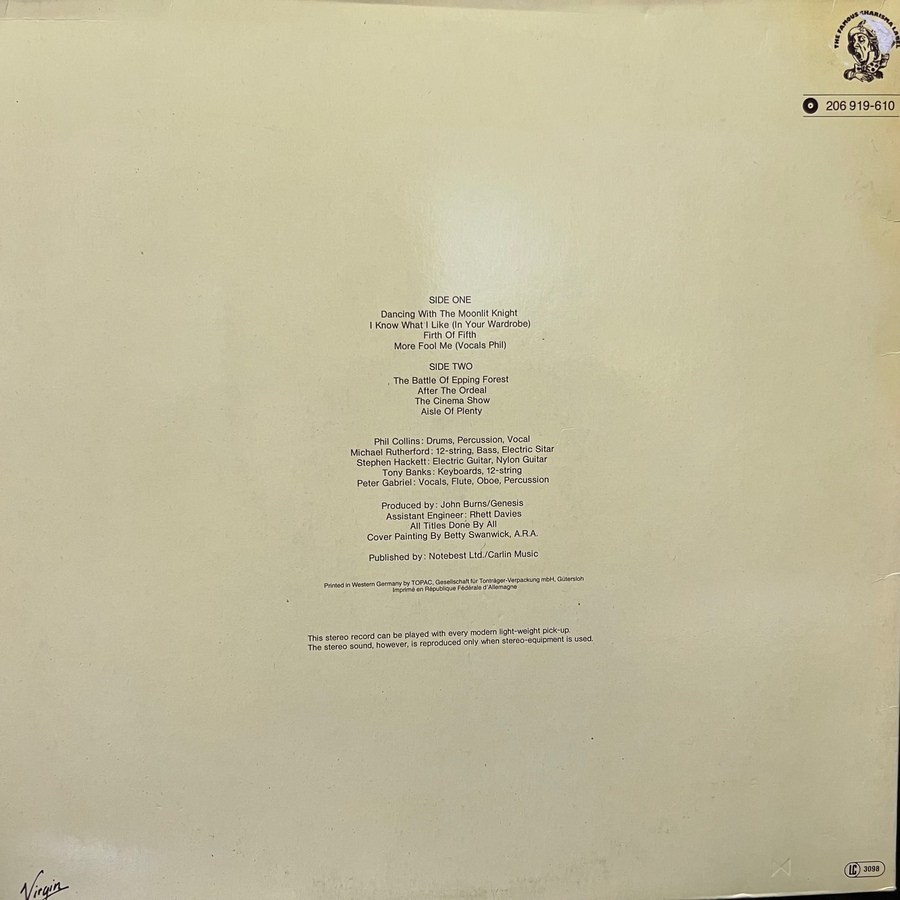 THE FAMOUS CHARISMA LABEL
206 919-610
SIDE ONE
Dancing With The Moonlit Knight
I Know What I Like (In Your Wardrobe)
Firth Of Fifth
More Fool Me (Vocals Phil)
SIDE TWO
The Battle Of Epping Forest
After The Ordeal
The Cinema Show
Aisle Of Plenty
Phil Collins: Drums, Percussion, Vocal
Michael Rutherford: 12-string, Bass, Electric Sitar
Stephen Hackett: Electric Guitar, Nylon Guitar
Tony Banks: Keyboards, 12-string
Peter Gabriel: Vocals, Flute, Oboe, Percussion
Produced by: John Burns/Genesis
Assistant Engineer: Rhett Davies
All Titles Done By All
Cover Painting By Betty Swanwick, A.R.A.
Published by: Notebest Ltd./Carlin Music
Printed in Western Germany by TOPAC, Gesellschaft für Tonträger-Verpackung mbH, Gütersloh
Imprimé en République Fédérale d'Allemagne
This stereo record can be played with every modern light-weight pick-up.
The stereo sound, however, is reproduced only when stereo-equipment is used.
Virgin
LC 3098